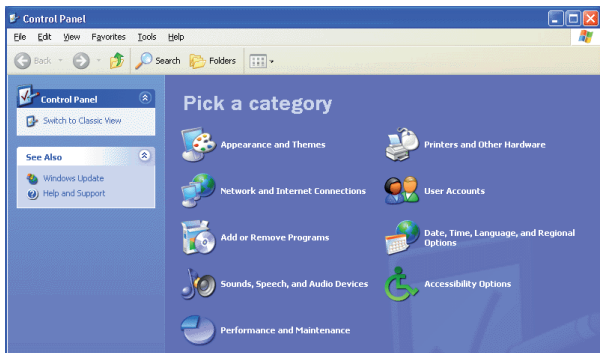 Control Panel
File Edit View Favorites Tools Help
Back Search Folders
Control Panel
Switch to Classic View
See Also
Windows Update
Help and Support
Pick a category
Appearance and Themes
Printers and Other Hardware
Network and Internet Connections
User Accounts
Add or Remove Programs
Date, Time, Language, and Regional
Options
Sounds, Speech, and Audio Devices
Accessibility Options
Performance and Maintenance